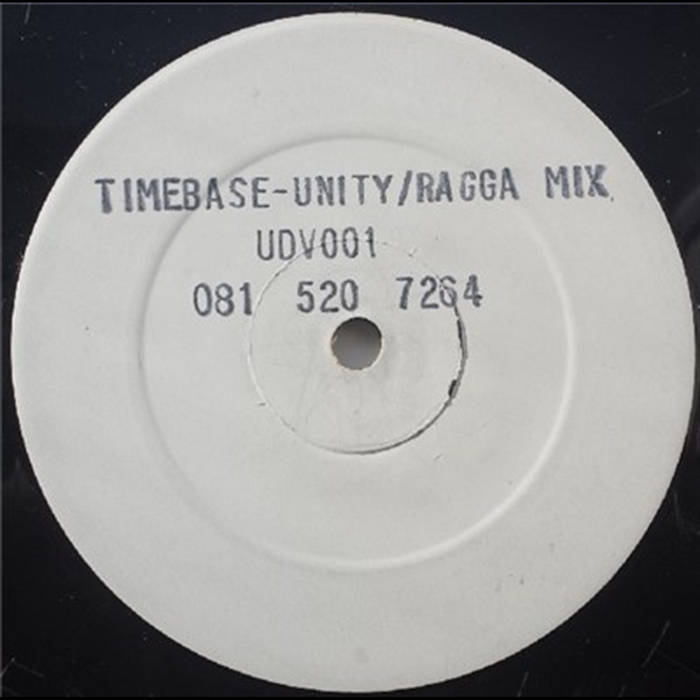 TIMEBASE-UNITY/RAGGA MIX.
UDV001
081 520 7264